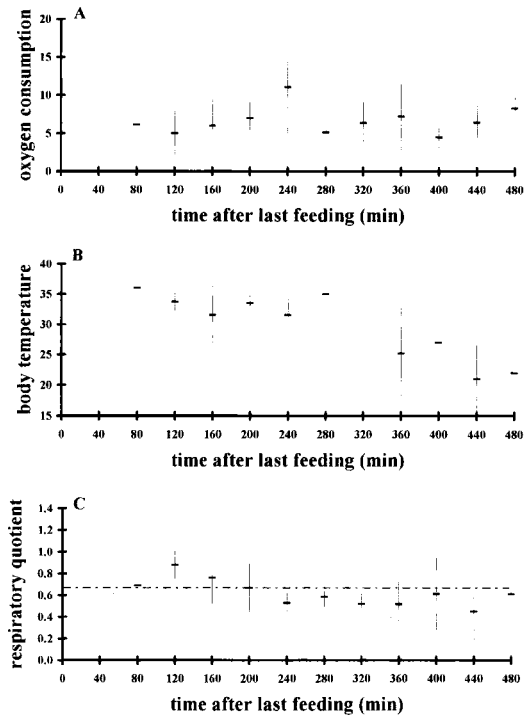 A
oxygen consumption
20
15
10
5
0
0 40 80 120 160 200 240 280 320 360 400 440 480
time after last feeding (min)
B
body temperature
40
35
30
25
20
15
0 40 80 120 160 200 240 280 320 360 400 440 480
time after last feeding (min)
C
respiratory quotient
1.4
1.2
1.0
0.8
0.6
0.4
0.2
0.0
0 40 80 120 160 200 240 280 320 360 400 440 480
time after last feeding (min)